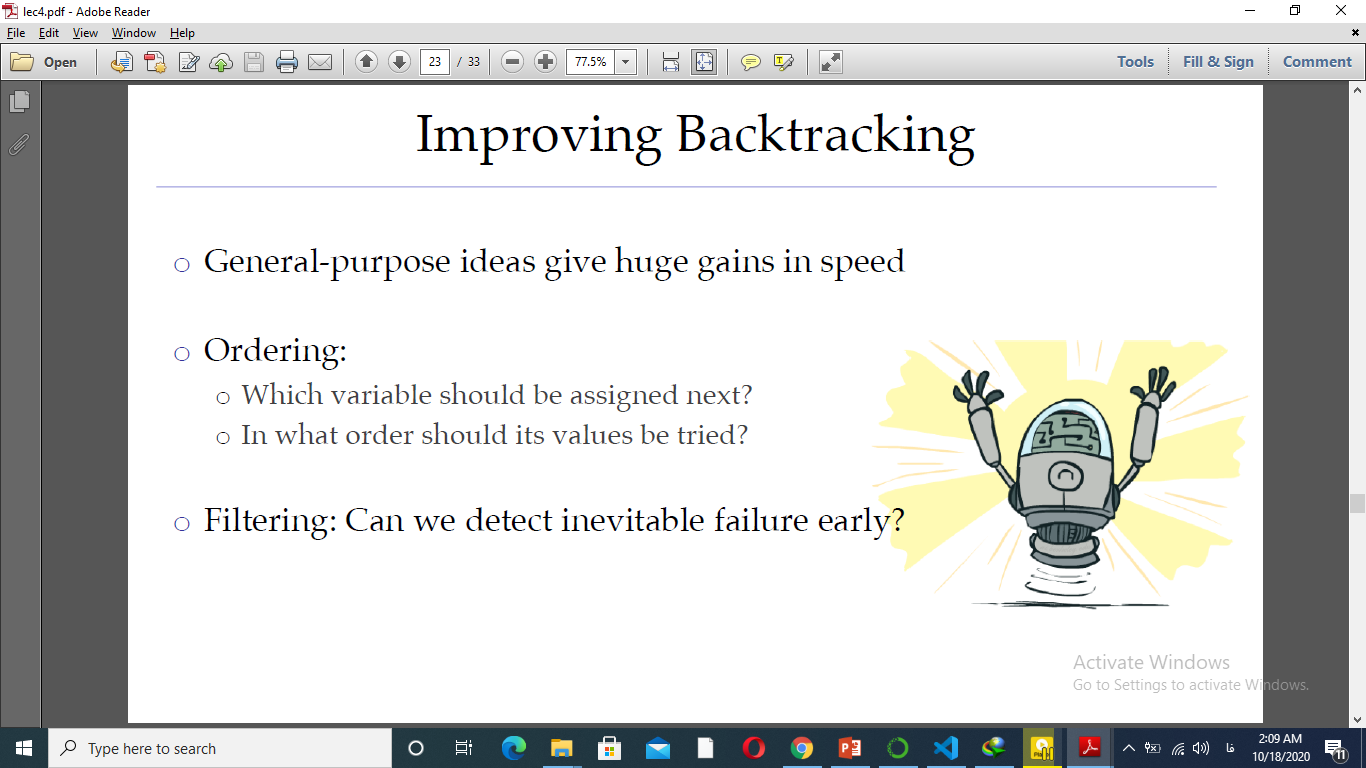 lec4.pdf - Adobe Reader
File Edit View Window Help
Open 23 / 33 77.5% Tools Fill & Sign Comment
Improving Backtracking
General-purpose ideas give huge gains in speed
Ordering:
Which variable should be assigned next?
In what order should its values be tried?
Filtering: Can we detect inevitable failure early?
Activate Windows
Go to Settings to activate Windows.
Type here to search
فا
2:09 AM
10/18/2020
11